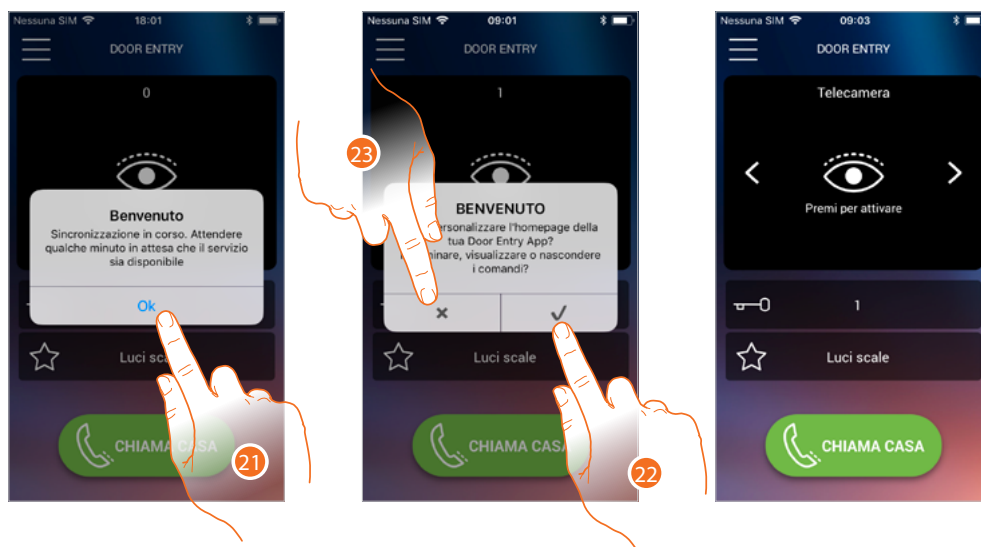 Nessuna SIM 18:01
DOOR ENTRY
0
Benvenuto
Sincronizzazione in corso. Attendere
qualche minuto in attesa che il servizio
sia disponibile
Ok
Luci
CHIAMA CASA
21
Nessuna SIM 09:01
DOOR ENTRY
1
23
BENVENUTO
personalizzare l'homepage della
tua Door Entry App?
visualizzare o nascondere
i comandi?
Luci scale
CHIAMA CASA
22
Nessuna SIM 09:03
DOOR ENTRY
Telecamera
Premi per attivare
1
Luci scale
CHIAMA CASA